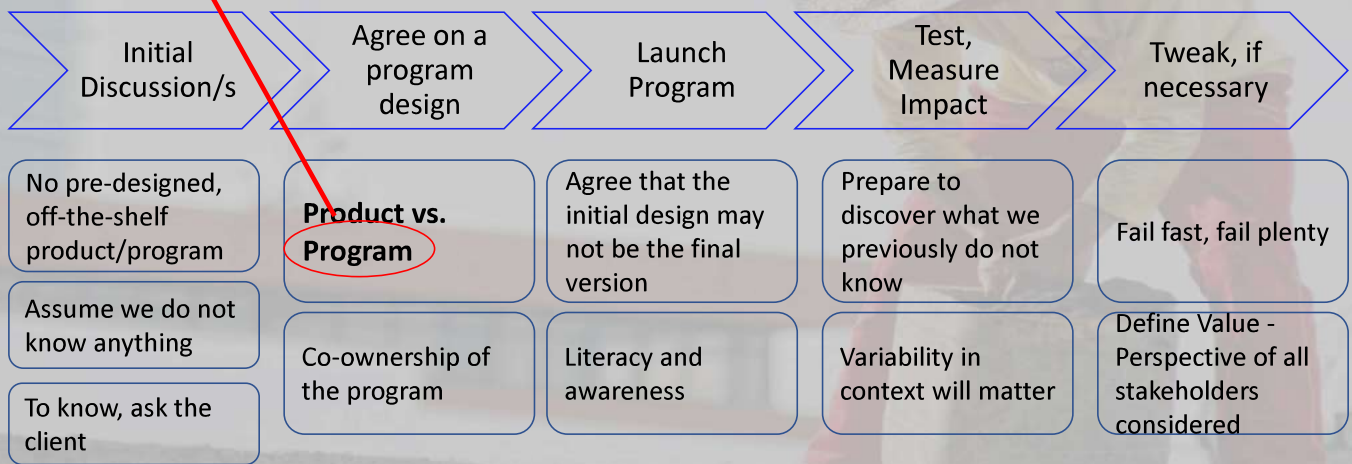 Initial
Discussion/s
Agree on a
program
design
Launch
Program
Test,
Measure
Impact
Tweak, if
necessary
No pre-designed,
off-the-shelf
product/program
Assume we do not
know anything
To know, ask the
client
Product vs.
Program
Co-ownership of
the program
Agree that the
initial design may
not be the final
version
Literacy and
awareness
Prepare to
discover what we
previously do not
know
Variability in
context will matter
Fail fast, fail plenty
Define Value -
Perspective of all
stakeholders
considered